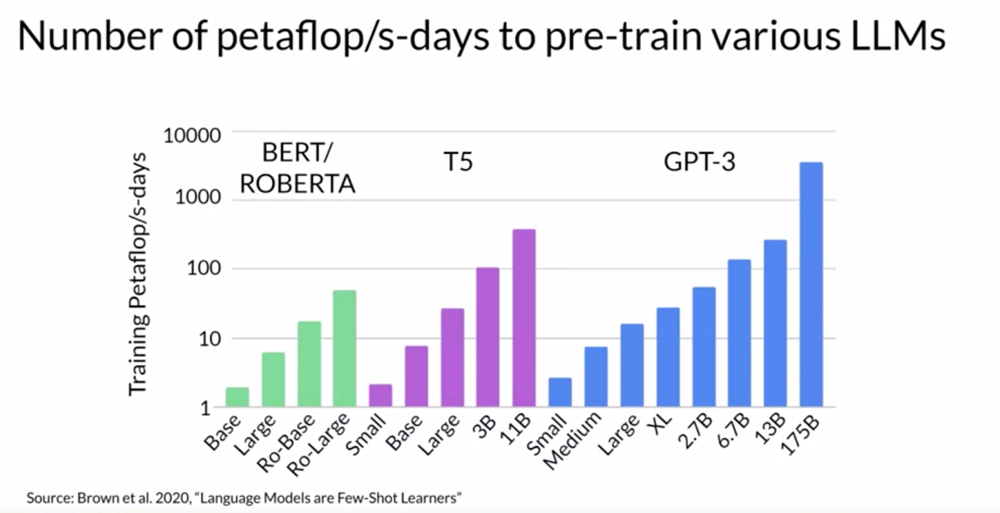 Number of petaflop/s-days to pre-train various LLMs
Training Petaflop/s-days
10000
1000
100
10
1
BERT/
ROBERTA
T5
GPT-3
Base
Large
Ro-Base
Ro-Large
Small
Base
Large
3B
11B
Small
Medium
Large
XL
2.7B
6.7B
13B
175B
Source: Brown et al. 2020, “Language Models are Few-Shot Learners”